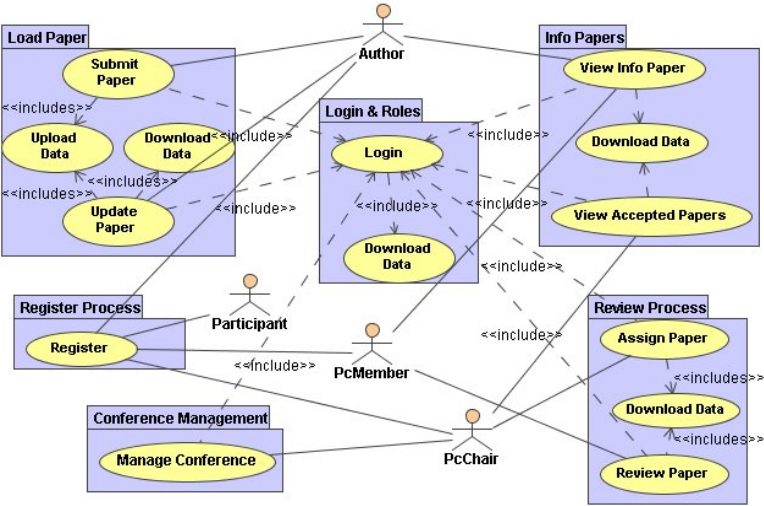 Load Paper
Author
Info Papers
Submit
Paper
View Info Paper
<<includes>>
Login & Roles
<<include>>
<<include>>
Upload
Data
Download
Data
Login
Download Data
<<includes>>
<<includes>>
Update
Paper
<<include>>
<<include>>
<<include>>
View Accepted Papers
Download
Data
<<include>>
Register Process
Participant
Review Process
Register
<<include>>
Assign Paper
<<include>>
PcMember
<<includes>>
Conference Management
Download Data
<<includes>>
Manage Conference
PcChair
Review Paper